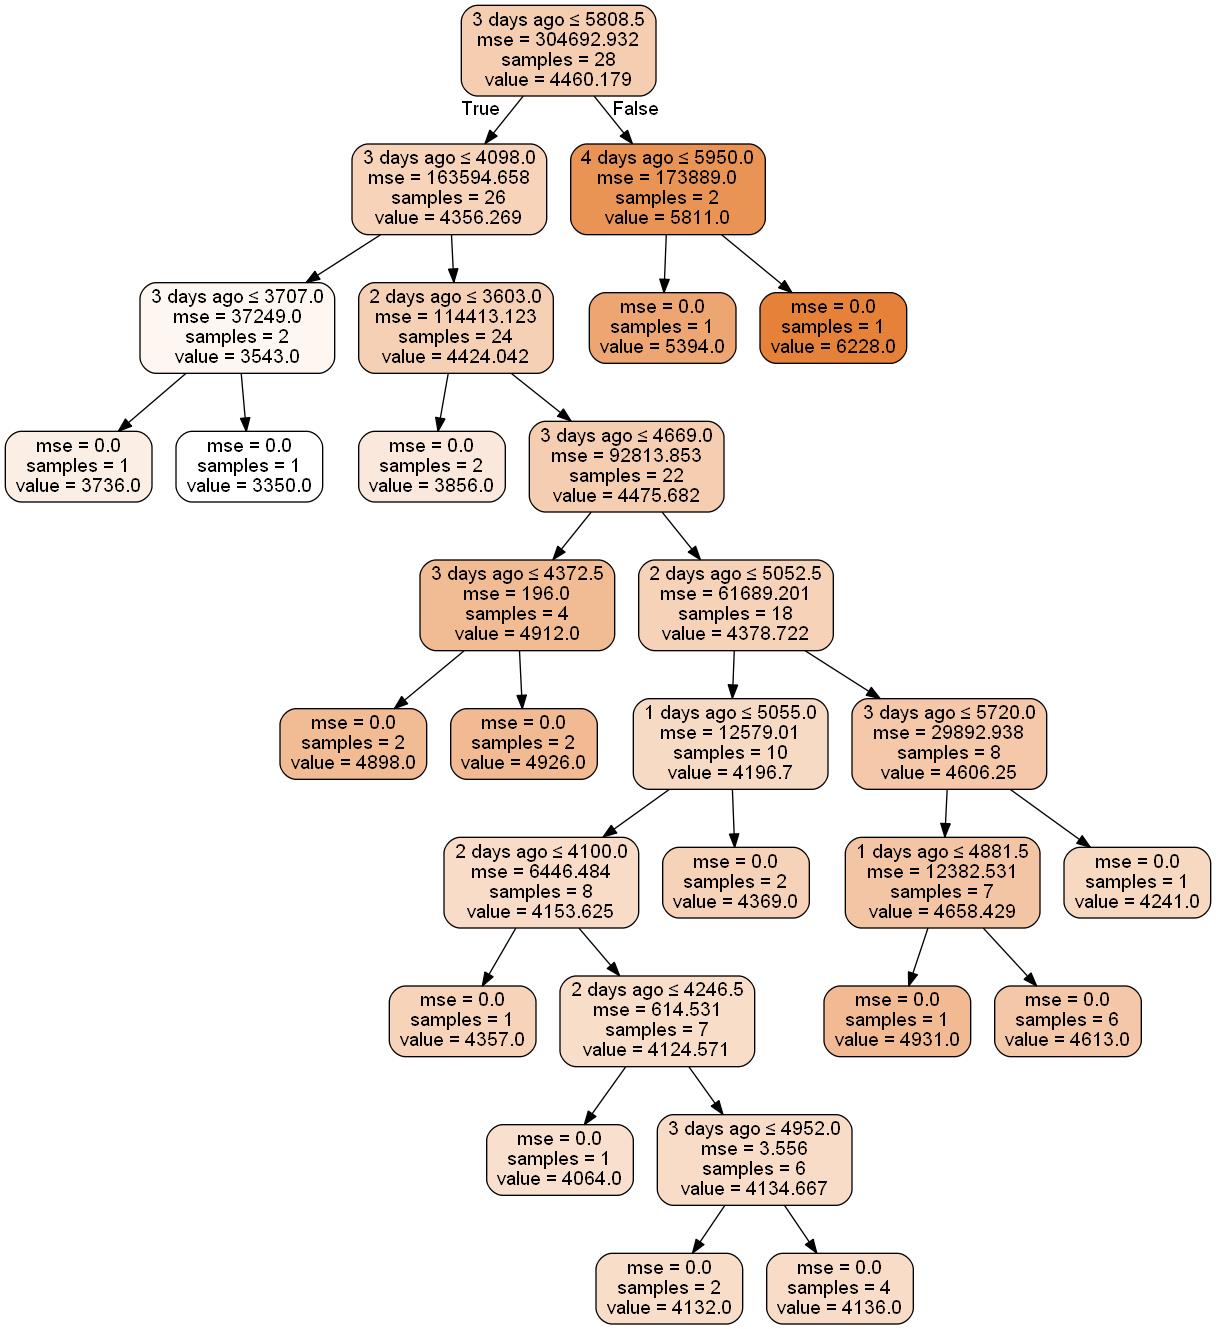 3 days ago ≤ 5808.5
mse = 304692.932
samples = 28
value = 4460.179
True
False
3 days ago ≤ 4098.0
mse = 163594.658
samples = 26
value = 4356.269
4 days ago ≤ 5950.0
mse = 173889.0
samples = 2
value = 5811.0
3 days ago ≤ 3707.0
mse = 37249.0
samples = 2
value = 3543.0
2 days ago ≤ 3603.0
mse = 114413.123
samples = 24
value = 4424.042
mse = 0.0
samples = 1
value = 5394.0
mse = 0.0
samples = 1
value = 6228.0
mse = 0.0
samples = 1
value = 3736.0
mse = 0.0
samples = 1
value = 3350.0
mse = 0.0
samples = 2
value = 3856.0
3 days ago ≤ 4669.0
mse = 92813.853
samples = 22
value = 4475.682
3 days ago ≤ 4372.5
mse = 196.0
samples = 4
value = 4912.0
2 days ago ≤ 5052.5
mse = 61689.201
samples = 18
value = 4378.722
mse = 0.0
samples = 2
value = 4898.0
mse = 0.0
samples = 2
value = 4926.0
1 days ago ≤ 5055.0
mse = 12579.01
samples = 10
value = 4196.7
3 days ago ≤ 5720.0
mse = 29892.938
samples = 8
value = 4606.25
2 days ago ≤ 4100.0
mse = 6446.484
samples = 8
value = 4153.625
mse = 0.0
samples = 2
value = 4369.0
1 days ago ≤ 4881.5
mse = 12382.531
samples = 7
value = 4658.429
mse = 0.0
samples = 1
value = 4241.0
mse = 0.0
samples = 1
value = 4357.0
2 days ago ≤ 4246.5
mse = 614.531
samples = 7
value = 4124.571
mse = 0.0
samples = 1
value = 4931.0
mse = 0.0
samples = 6
value = 4613.0
mse = 0.0
samples = 1
value = 4064.0
3 days ago ≤ 4952.0
mse = 3.556
samples = 6
value = 4134.667
mse = 0.0
samples = 2
value = 4132.0
mse = 0.0
samples = 4
value = 4136.0